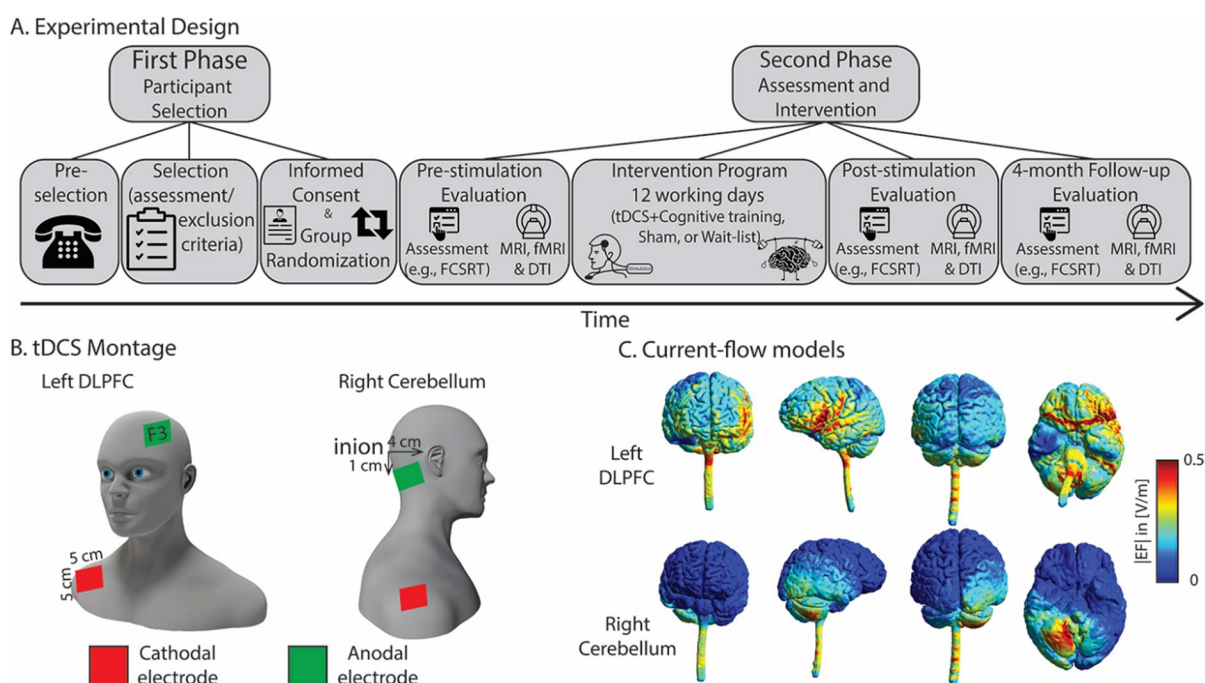 A. Experimental Design
First Phase
Participant
Selection
Second Phase
Assessment and
Intervention
Pre-
selection
Selection
(assessment/
exclusion
criteria)
Informed
Consent
&
Group
Randomization
Pre-stimulation
Evaluation
Assessment
(e.g., FCSRT)
MRI, fMRI
& DTI
Intervention Program
12 working days
(tDCS+Cognitive training,
Sham, or Wait-list)
Stimulator
Post-stimulation
Evaluation
Assessment
(e.g., FCSRT)
MRI, fMRI
& DTI
4-month Follow-up
Evaluation
Assessment
(e.g., FCSRT)
MRI, fMRI
& DTI
Time
B. tDCS Montage
Left DLPFC
F3
5 cm
5 cm
Right Cerebellum
inion
4 cm
1 cm
Cathodal
electrode
Anodal
electrode
C. Current-flow models
Left
DLPFC
Right
Cerebellum
0.5
|EF| in [V/m]
0